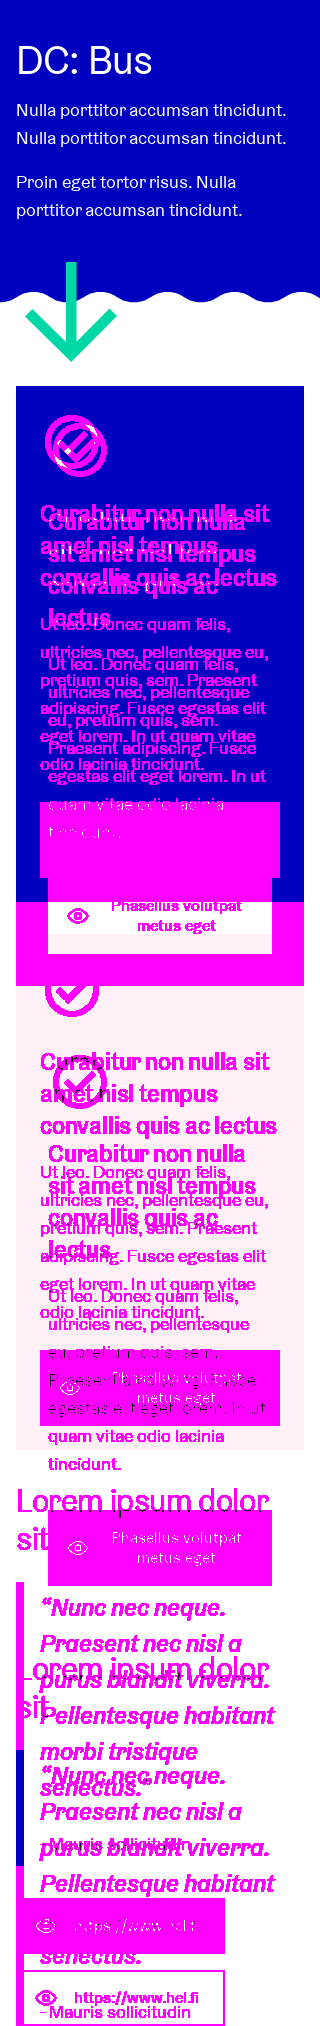 DC: Bus
Nulla porttitor accumsan tincidunt.
Nulla porttitor accumsan tincidunt.
Proin eget tortor risus. Nulla
porttitor accumsan tincidunt.
Curabitur non nulla sit
amet nisl tempus
convallis quis ac lectus
Curabitur non nulla
sit amet nisl tempus
convallis quis ac
lectus
Ut leo. Donec quam felis,
ultricies nec, pellentesque eu,
pretium quis, sem. Praesent
adipiscing. Fusce egestas elit
eget lorem. In ut quam vitae
odio lacinia tincidunt.
Ut leo. Donec quam felis,
ultricies nec, pellentesque
eu, pretium quis, sem.
Praesent adipiscing. Fusce
egestas elit eget lorem. In ut
quam vitae odio lacinia
tincidunt.
Phasellus volutpat
metus eget
Curabitur non nulla sit
amet nisl tempus
convallis quis ac lectus
Curabitur non nulla
sit amet nisl tempus
convallis quis ac
lectus
Ut leo. Donec quam felis,
ultricies nec, pellentesque eu,
pretium quis, sem. Praesent
adipiscing. Fusce egestas elit
eget lorem. In ut quam vitae
odio lacinia tincidunt.
Ut leo. Donec quam felis,
ultricies nec, pellentesque
eu, pretium quis, sem.
Praesent adipiscing. Fusce
egestas elit eget lorem. In ut
quam vitae odio lacinia
tincidunt.
Phasellus volutpat
metus eget
Phasellus volutpat
metus eget
Lorem ipsum dolor
sit
“Nunc nec neque.
Praesent nec nisl a
purus blandit viverra.
Pellentesque habitant
morbi tristique
senectus.”
- Mauris sollicitudin
Lorem ipsum dolor
sit
“Nunc nec neque.
Praesent nec nisl a
purus blandit viverra.
Pellentesque habitant
senectus.
https://www.hel.fi
https://www.hel.fi
- Mauris sollicitudin